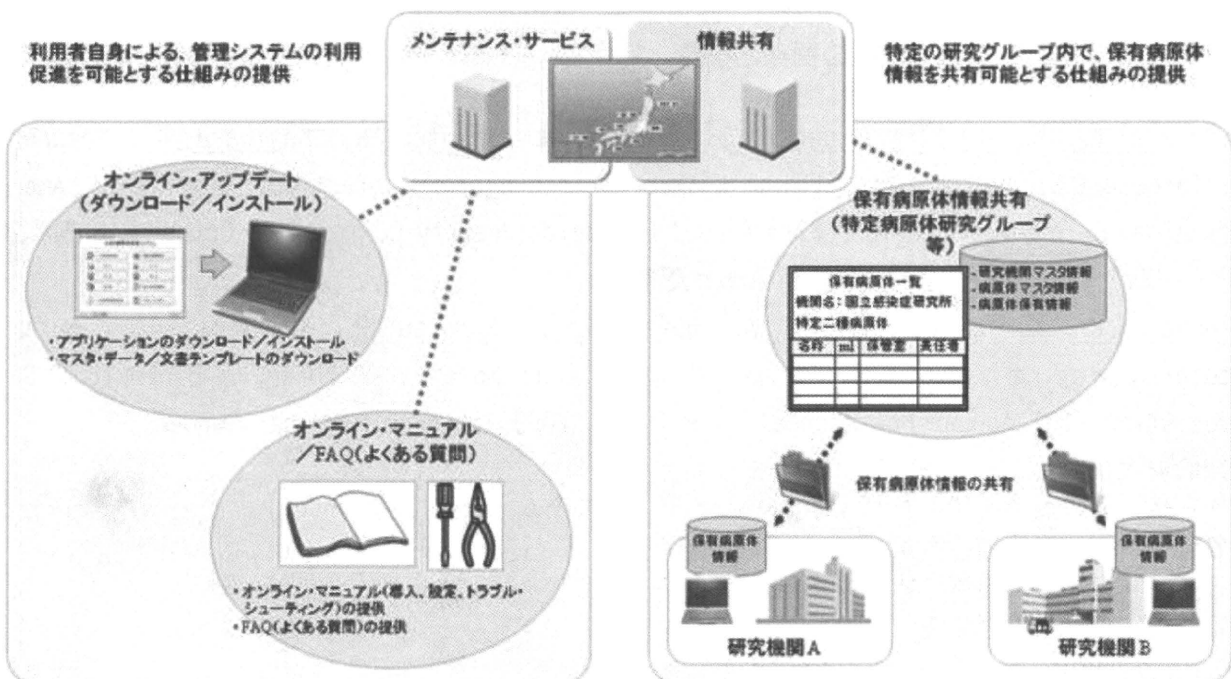 メンテナンス・サービス
情報共有
利用者自身による、管理システムの利用
促進を可能とする仕組みの提供
特定の研究グループ内で、保有病原体
情報を共有可能とする仕組みの提供
オンライン・アップデート
(ダウンロード/インストール)
・アプリケーションのダウンロード/インストール
・マスタ・データ/文書テンプレートのダウンロード
オンライン・マニュアル
/FAQ(よくある質問)
・オンライン・マニュアル(導入、設定、トラブル・
シューティング)の提供
・FAQ(よくある質問)の提供
保有病原体情報共有
(特定病原体研究グループ
等)
保有病原体一覧
機関名:国立感染症研究所
特定二種病原体
名称 ml 保管室 責任者
・研究機関マスタ情報
・病原体マスタ情報
・病原体保有情報
保有病原体情報の共有
保有病原体
情報
研究機関A
保有病原体
情報
研究機関B